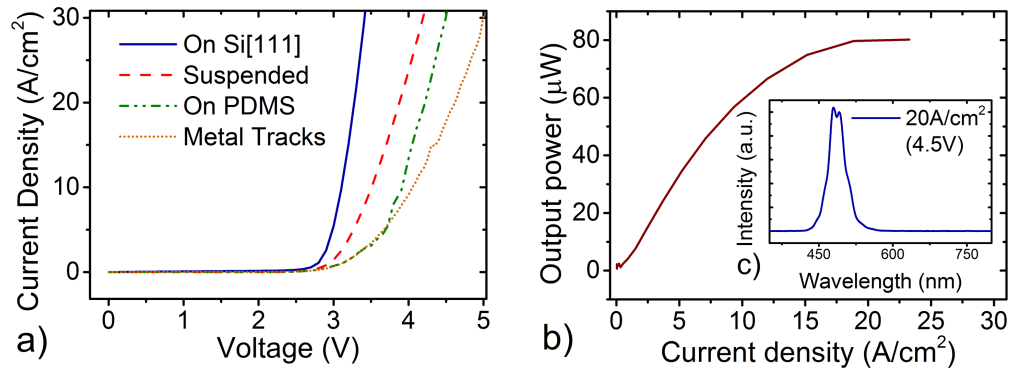 Current Density (A/cm²)
30
20
10
0
On Si[111]
Suspended
On PDMS
Metal Tracks
0 1 2 3 4 5
Voltage (V)
a)
Output power (µW)
80
60
40
20
0
0 5 10 15 20 25 30
Current density (A/cm²)
b)
Intensity (a.u.)
20A/cm²
(4.5V)
450 600 750
Wavelength (nm)
c)